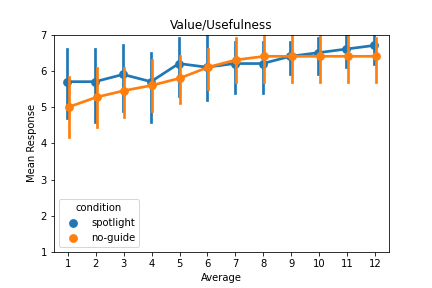 Value/Usefulness
7
6
5
4
3
2
1
Mean Response
condition
spotlight
no-guide
1 2 3 4 5 6 7 8 9 10 11 12
Average